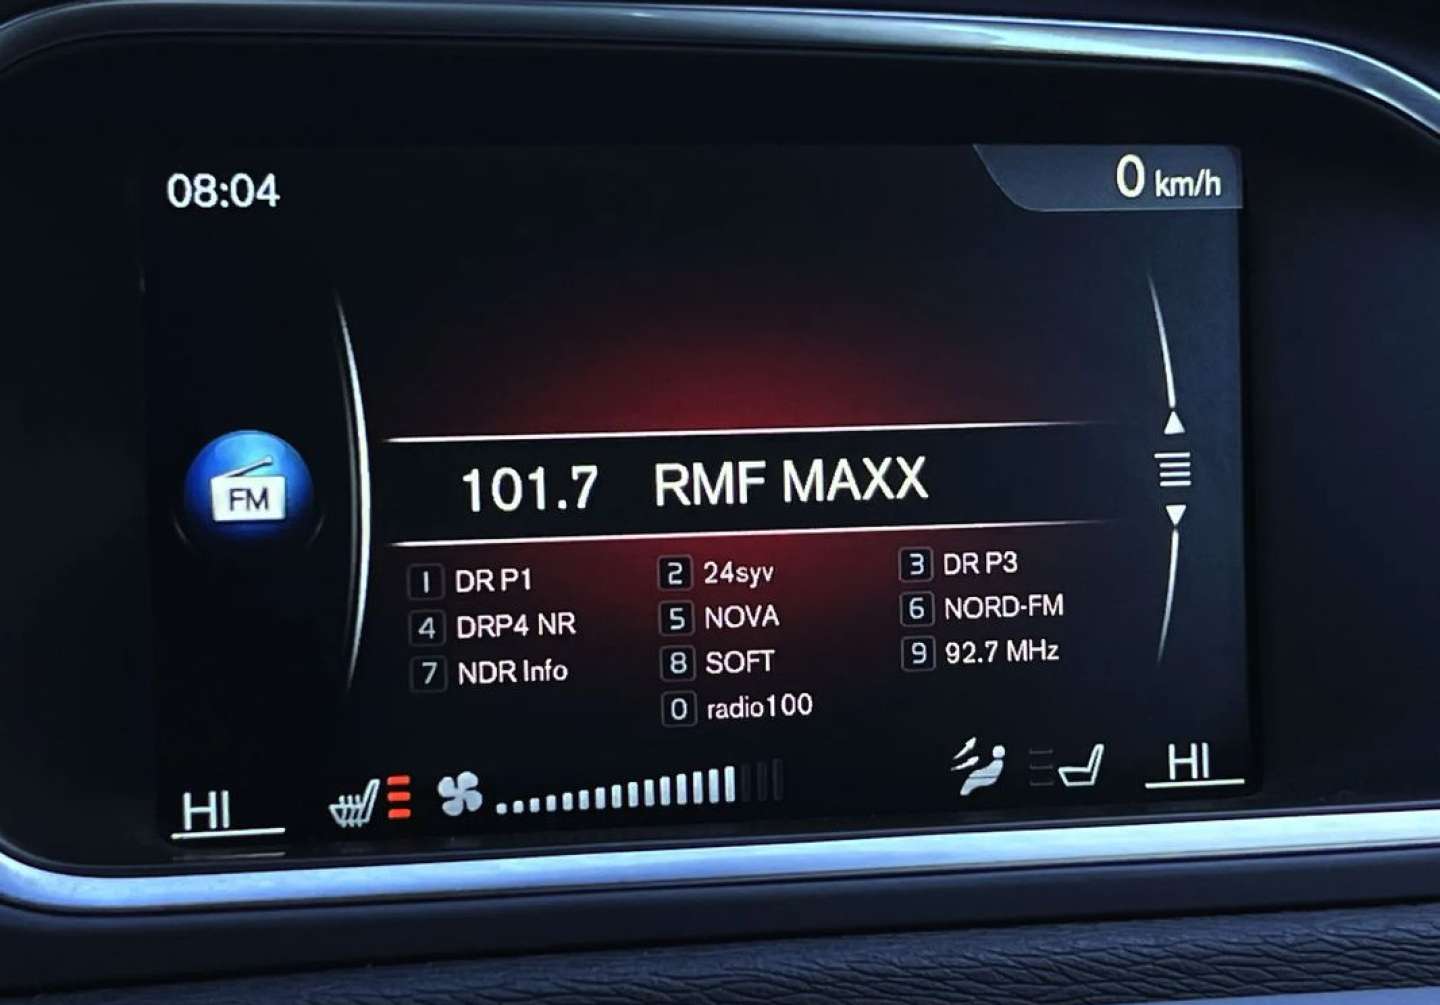 08:04
0 km/h
FM
101.7 RMF MAXX
1 DR P1 2 24syv 3 DR P3
4 DRP4 NR 5 NOVA 6 NORD-FM
7 NDR Info 8 SOFT 9 92.7 MHz
0 radio100
HI HI